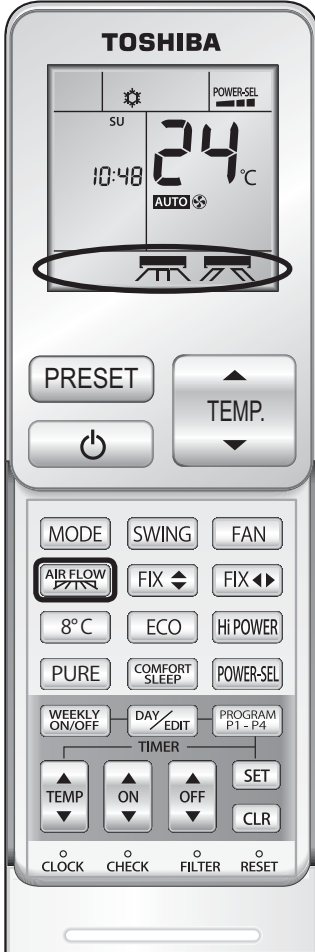 TOSHIBA
POWER-SEL
SU
10:48 24 °C
AUTO
PRESET
TEMP.
MODE SWING FAN
AIR FLOW FIX FIX
8°C ECO Hi POWER
PURE COMFORT SLEEP POWER-SEL
WEEKLY ON/OFF DAY/EDIT PROGRAM P1 - P4
TIMER
TEMP ON OFF SET
CLR
CLOCK CHECK FILTER RESET